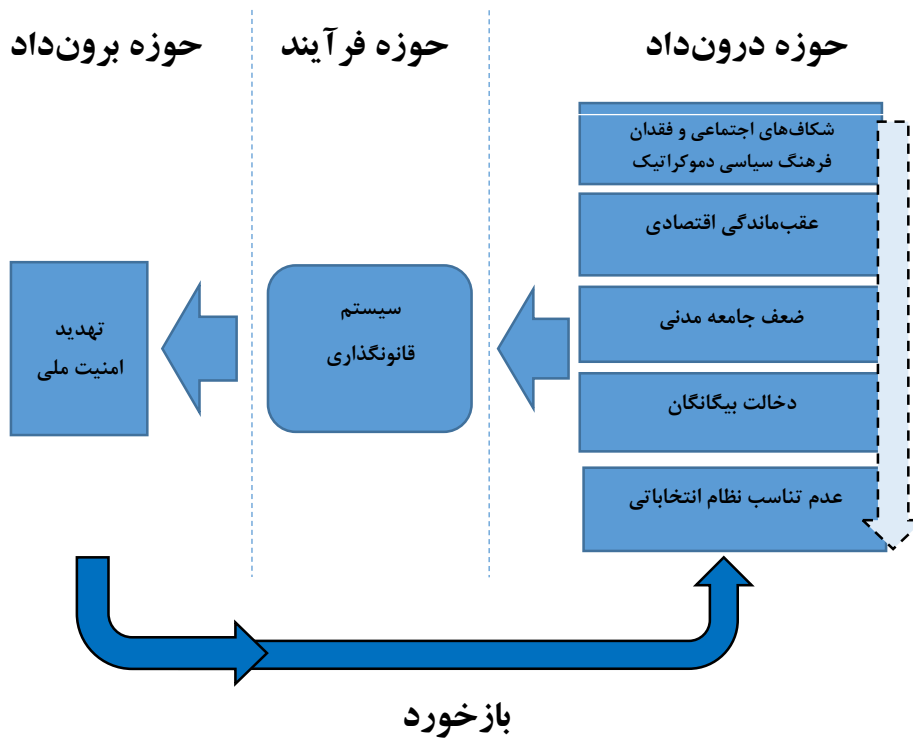 حوزه درون‌داد
حوزه فرآیند
حوزه برون‌داد
شکاف‌های اجتماعی و فقدان
فرهنگ سیاسی دموکراتیک
عقب‌ماندگی اقتصادی
ضعف جامعه مدنی
دخالت بیگانگان
عدم تناسب نظام انتخاباتی
سیستم
قانونگذاری
تهدید
امنیت ملی
بازخورد